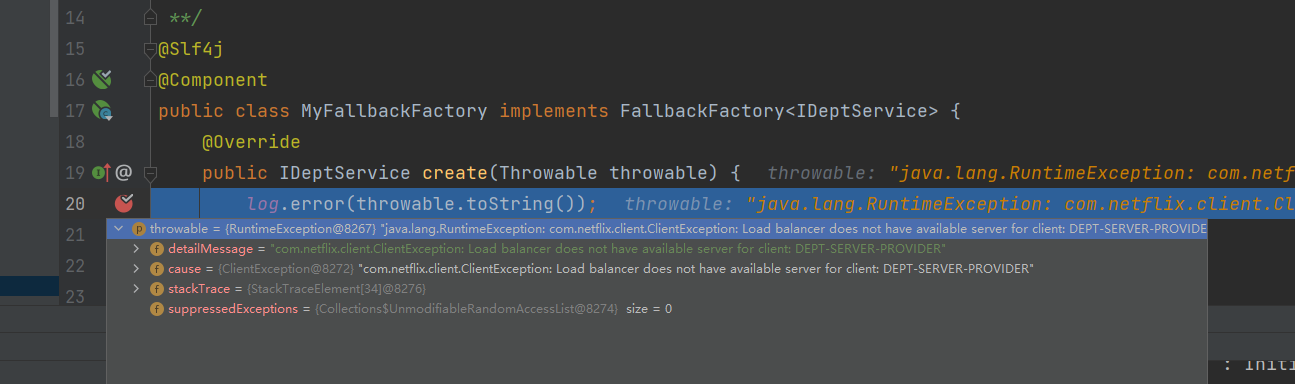 14 **/
15 @Slf4j
16 @Component
17 public class MyFallbackFactory implements FallbackFactory<IDeptService> {
18 @Override
19 @ public IDeptService create(Throwable throwable) { throwable: "java.lang.RuntimeException: com.netf
20 log.error(throwable.toString()); throwable: "java.lang.RuntimeException: com.netflix.client.Cl
21 p throwable = {RuntimeException@8267} "java.lang.RuntimeException: com.netflix.client.ClientException: Load balancer does not have available server for client: DEPT-SERVER-PROVIDE
f detailMessage = "com.netflix.client.ClientException: Load balancer does not have available server for client: DEPT-SERVER-PROVIDER"
22 f cause = {ClientException@8272} "com.netflix.client.ClientException: Load balancer does not have available server for client: DEPT-SERVER-PROVIDER"
f stackTrace = {StackTraceElement[34]@8276}
23 f suppressedExceptions = {Collections$UnmodifiableRandomAccessList@8274} size = 0
: Initi